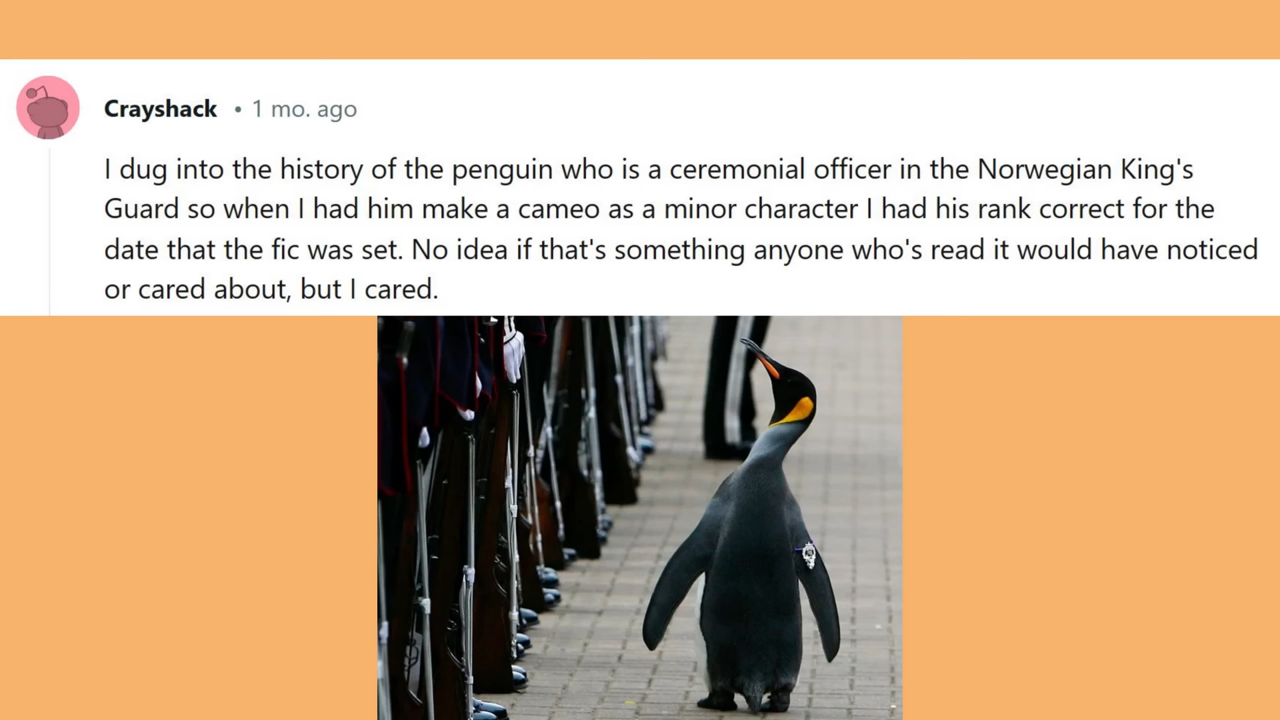 Crayshack • 1 mo. ago
I dug into the history of the penguin who is a ceremonial officer in the Norwegian King's
Guard so when I had him make a cameo as a minor character I had his rank correct for the
date that the fic was set. No idea if that's something anyone who's read it would have noticed
or cared about, but I cared.